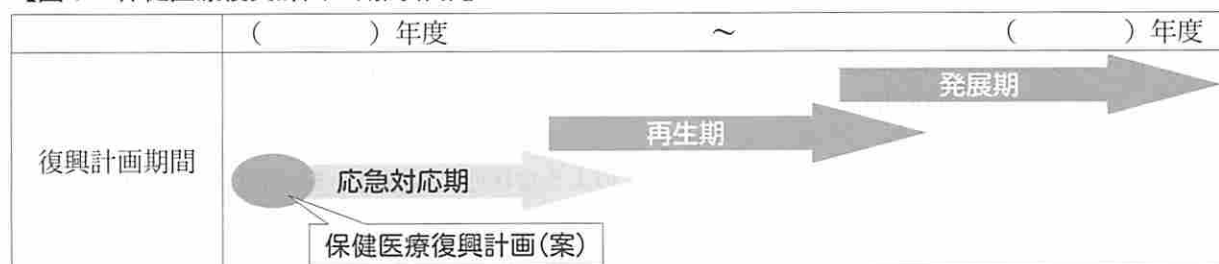 (　　　　) 年度　　～　　(　　　　) 年度
発展期
再生期
復興計画期間
応急対応期
保健医療復興計画(案)